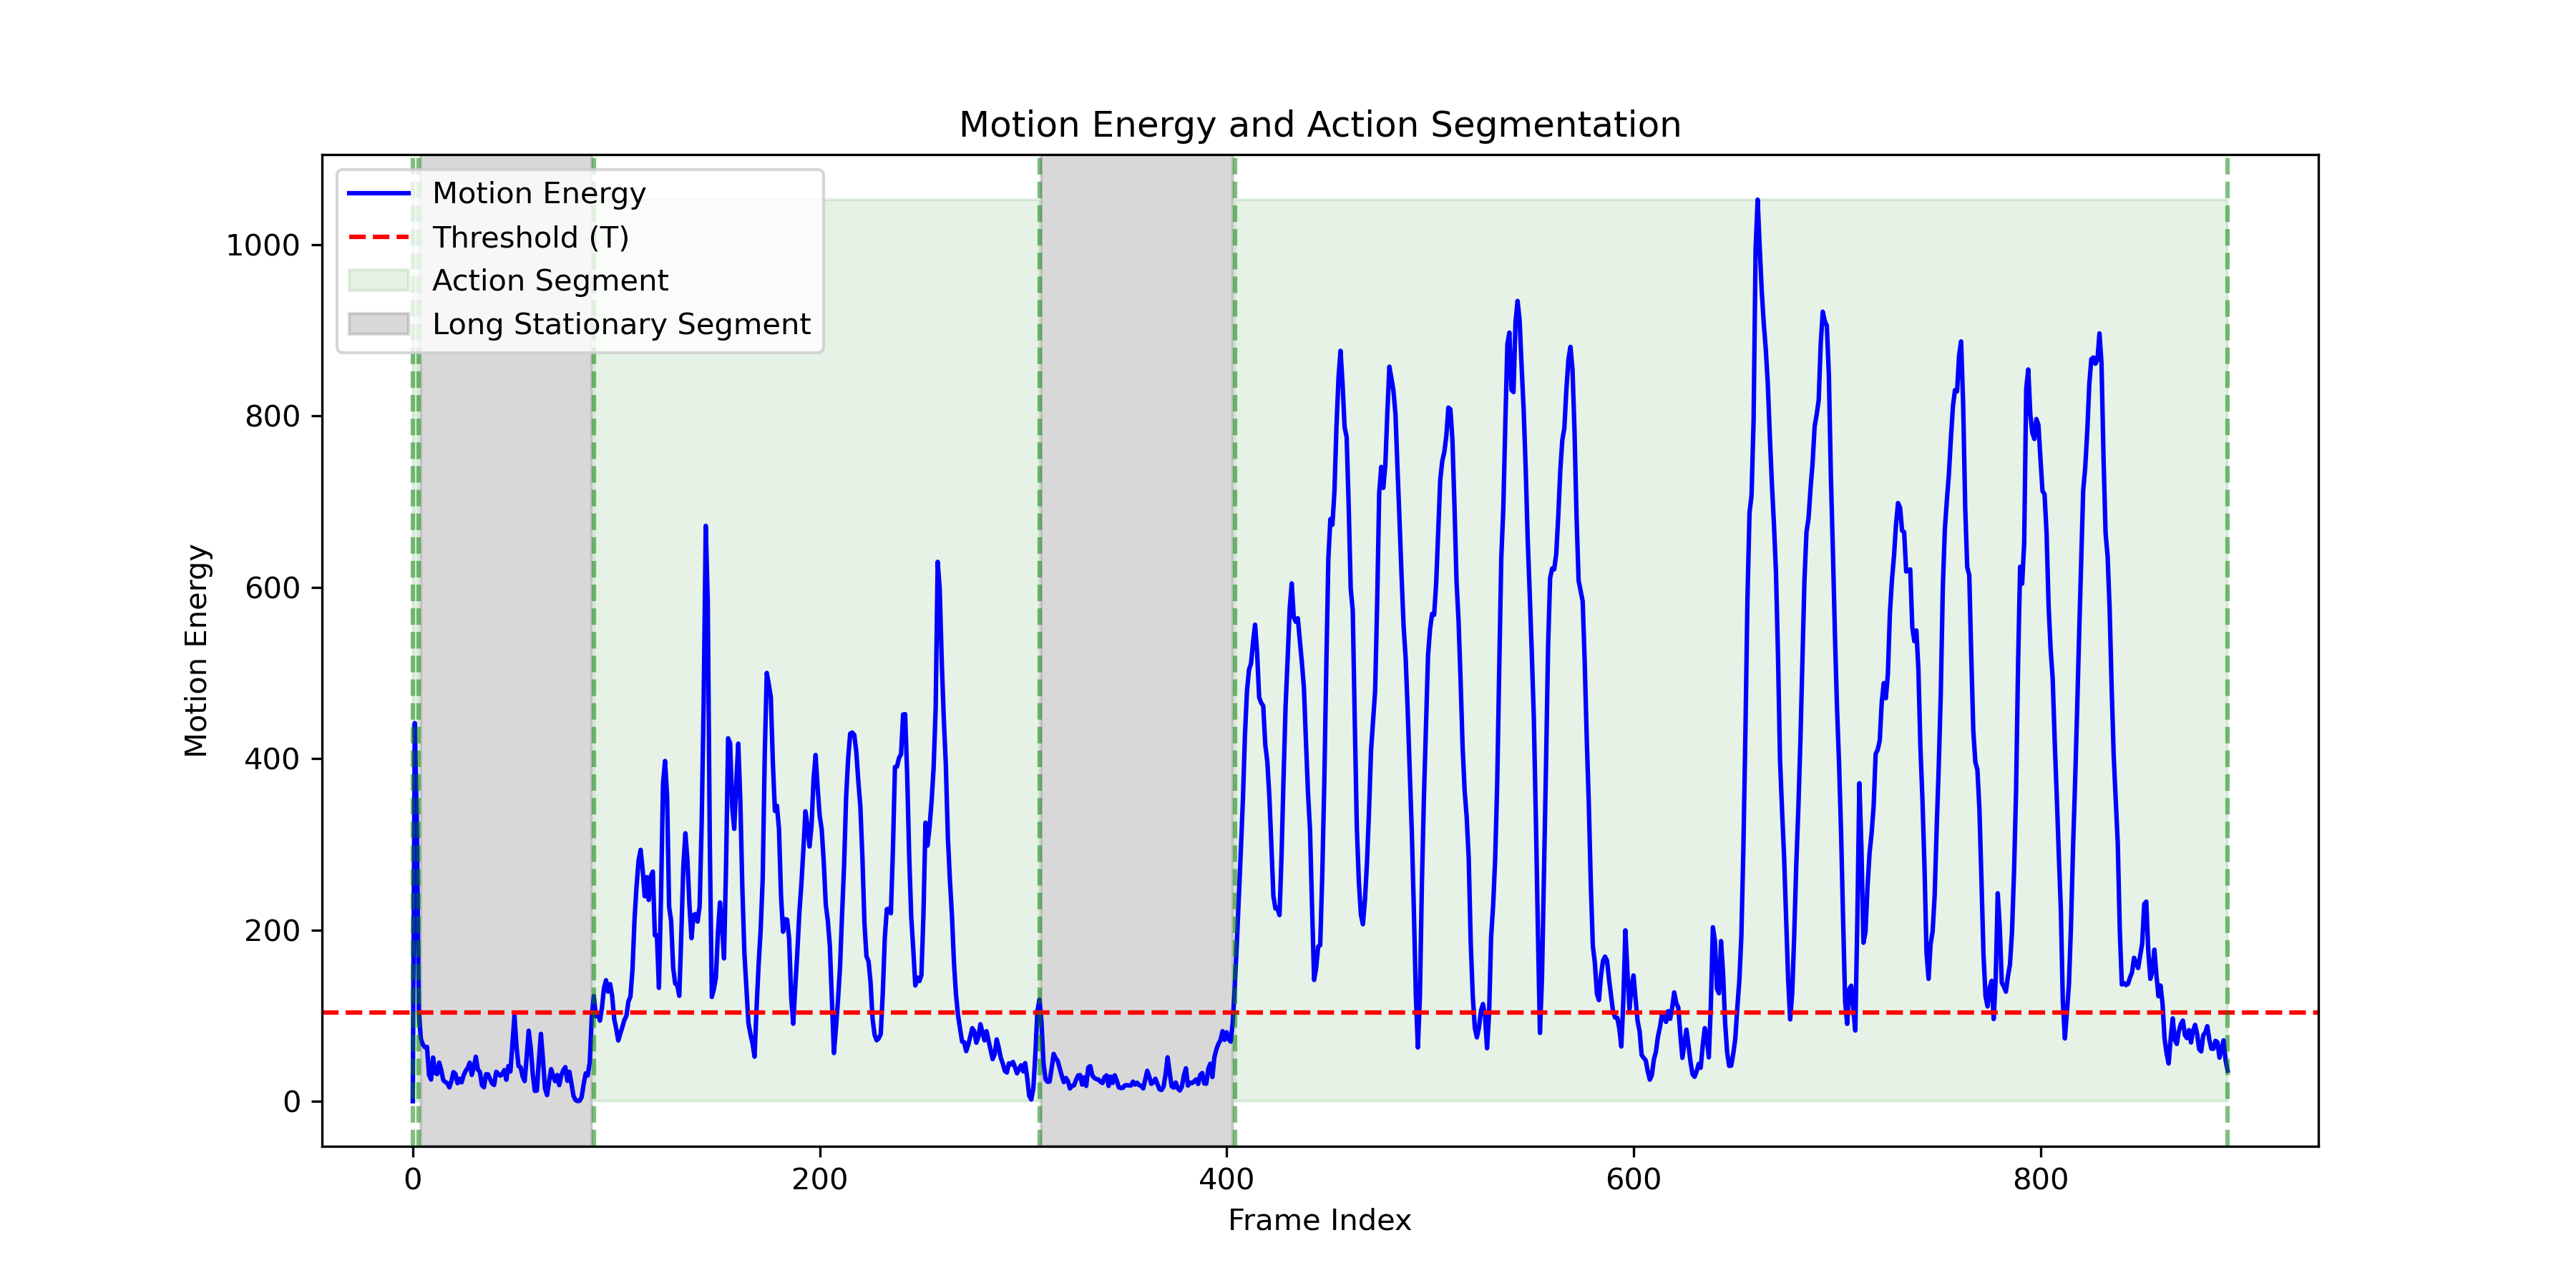 Motion Energy and Action Segmentation
Motion Energy
Threshold (T)
Action Segment
Long Stationary Segment
1000
800
600
400
200
0
Motion Energy
0 200 400 600 800
Frame Index